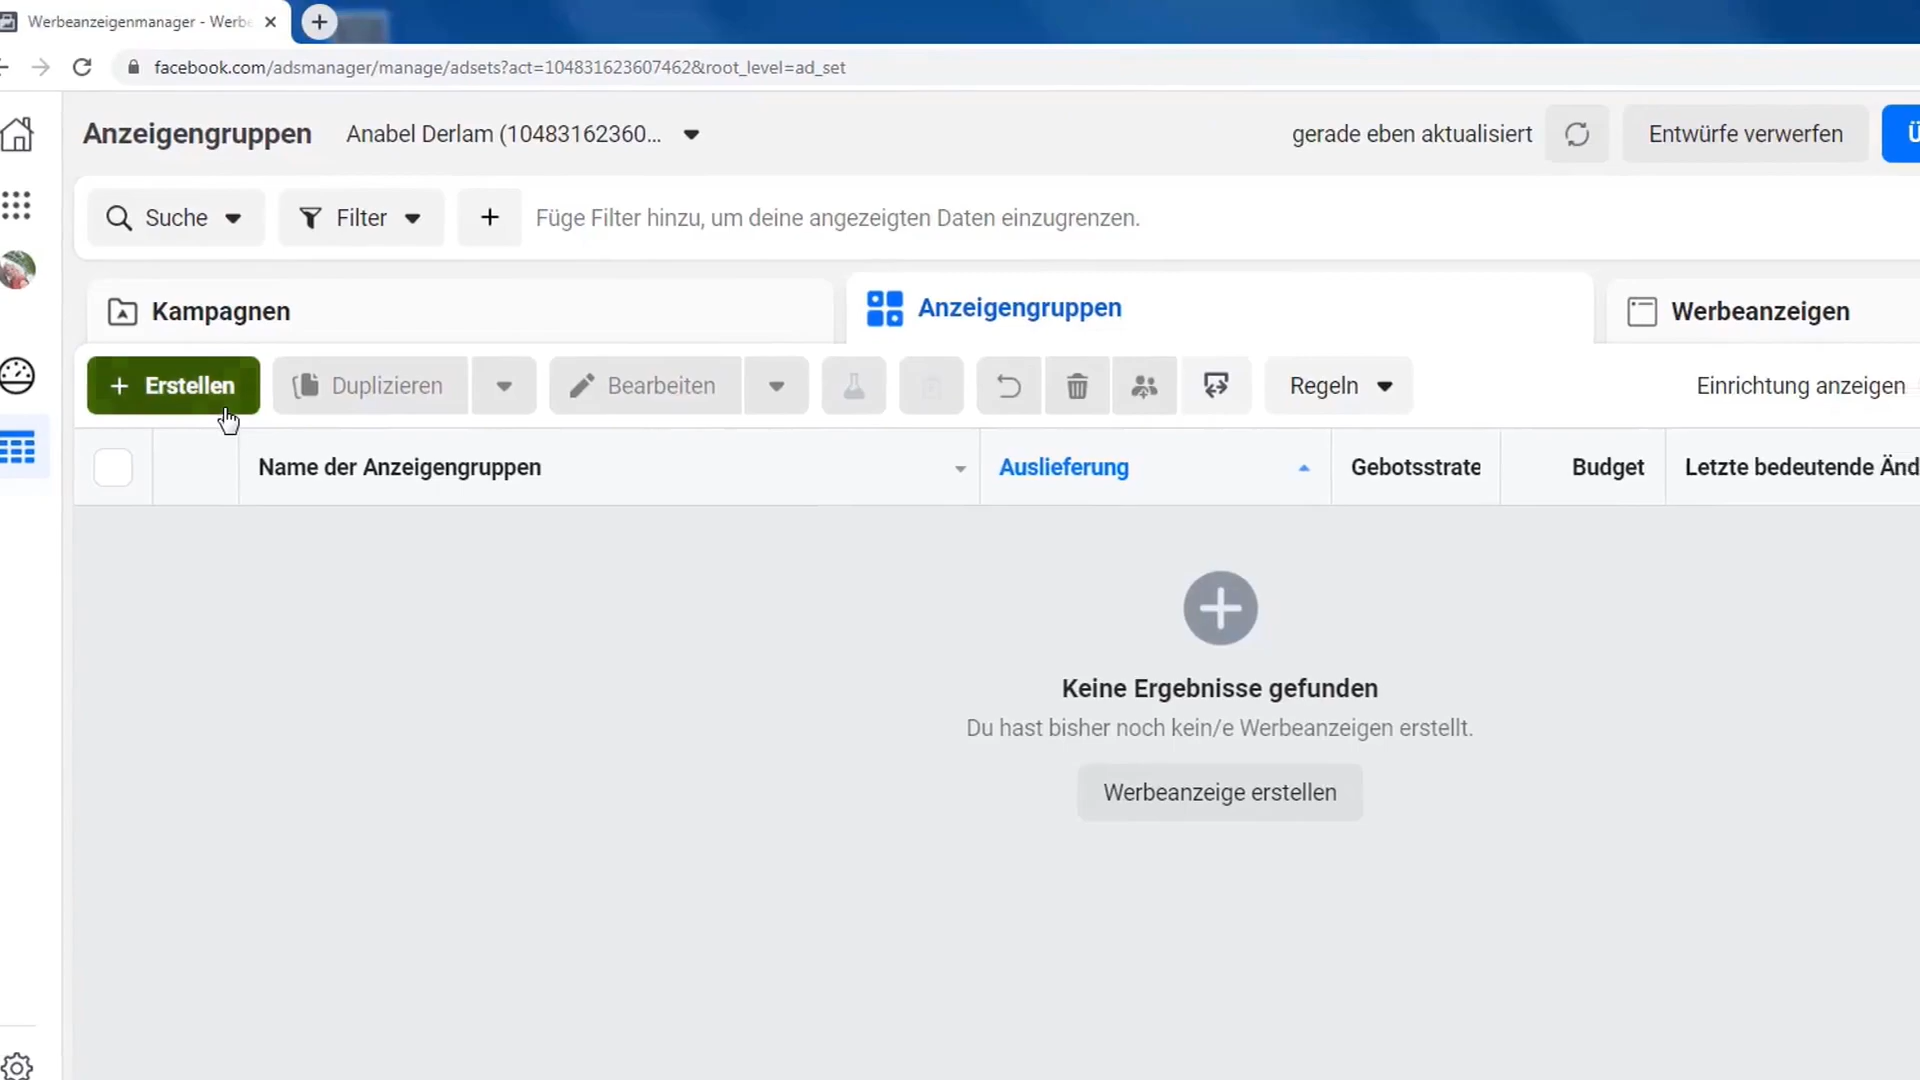 Werbeanzeigenmanager - Werb
facebook.com/adsmanager/manage/adsets?act=104831623607462&root_level=ad_set
Anzeigengruppen
Anabel Derlam (10483162360...
gerade eben aktualisiert
Entwürfe verwerfen
Ü
Suche
Filter
Füge Filter hinzu, um deine angezeigten Daten einzugrenzen.
Kampagnen
Anzeigengruppen
Werbeanzeigen
+ Erstellen
Duplizieren
Bearbeiten
Regeln
Einrichtung anzeigen
Name der Anzeigengruppen
Auslieferung
Gebotsstrate
Budget
Letzte bedeutende Änd
Keine Ergebnisse gefunden
Du hast bisher noch kein/e Werbeanzeigen erstellt.
Werbeanzeige erstellen